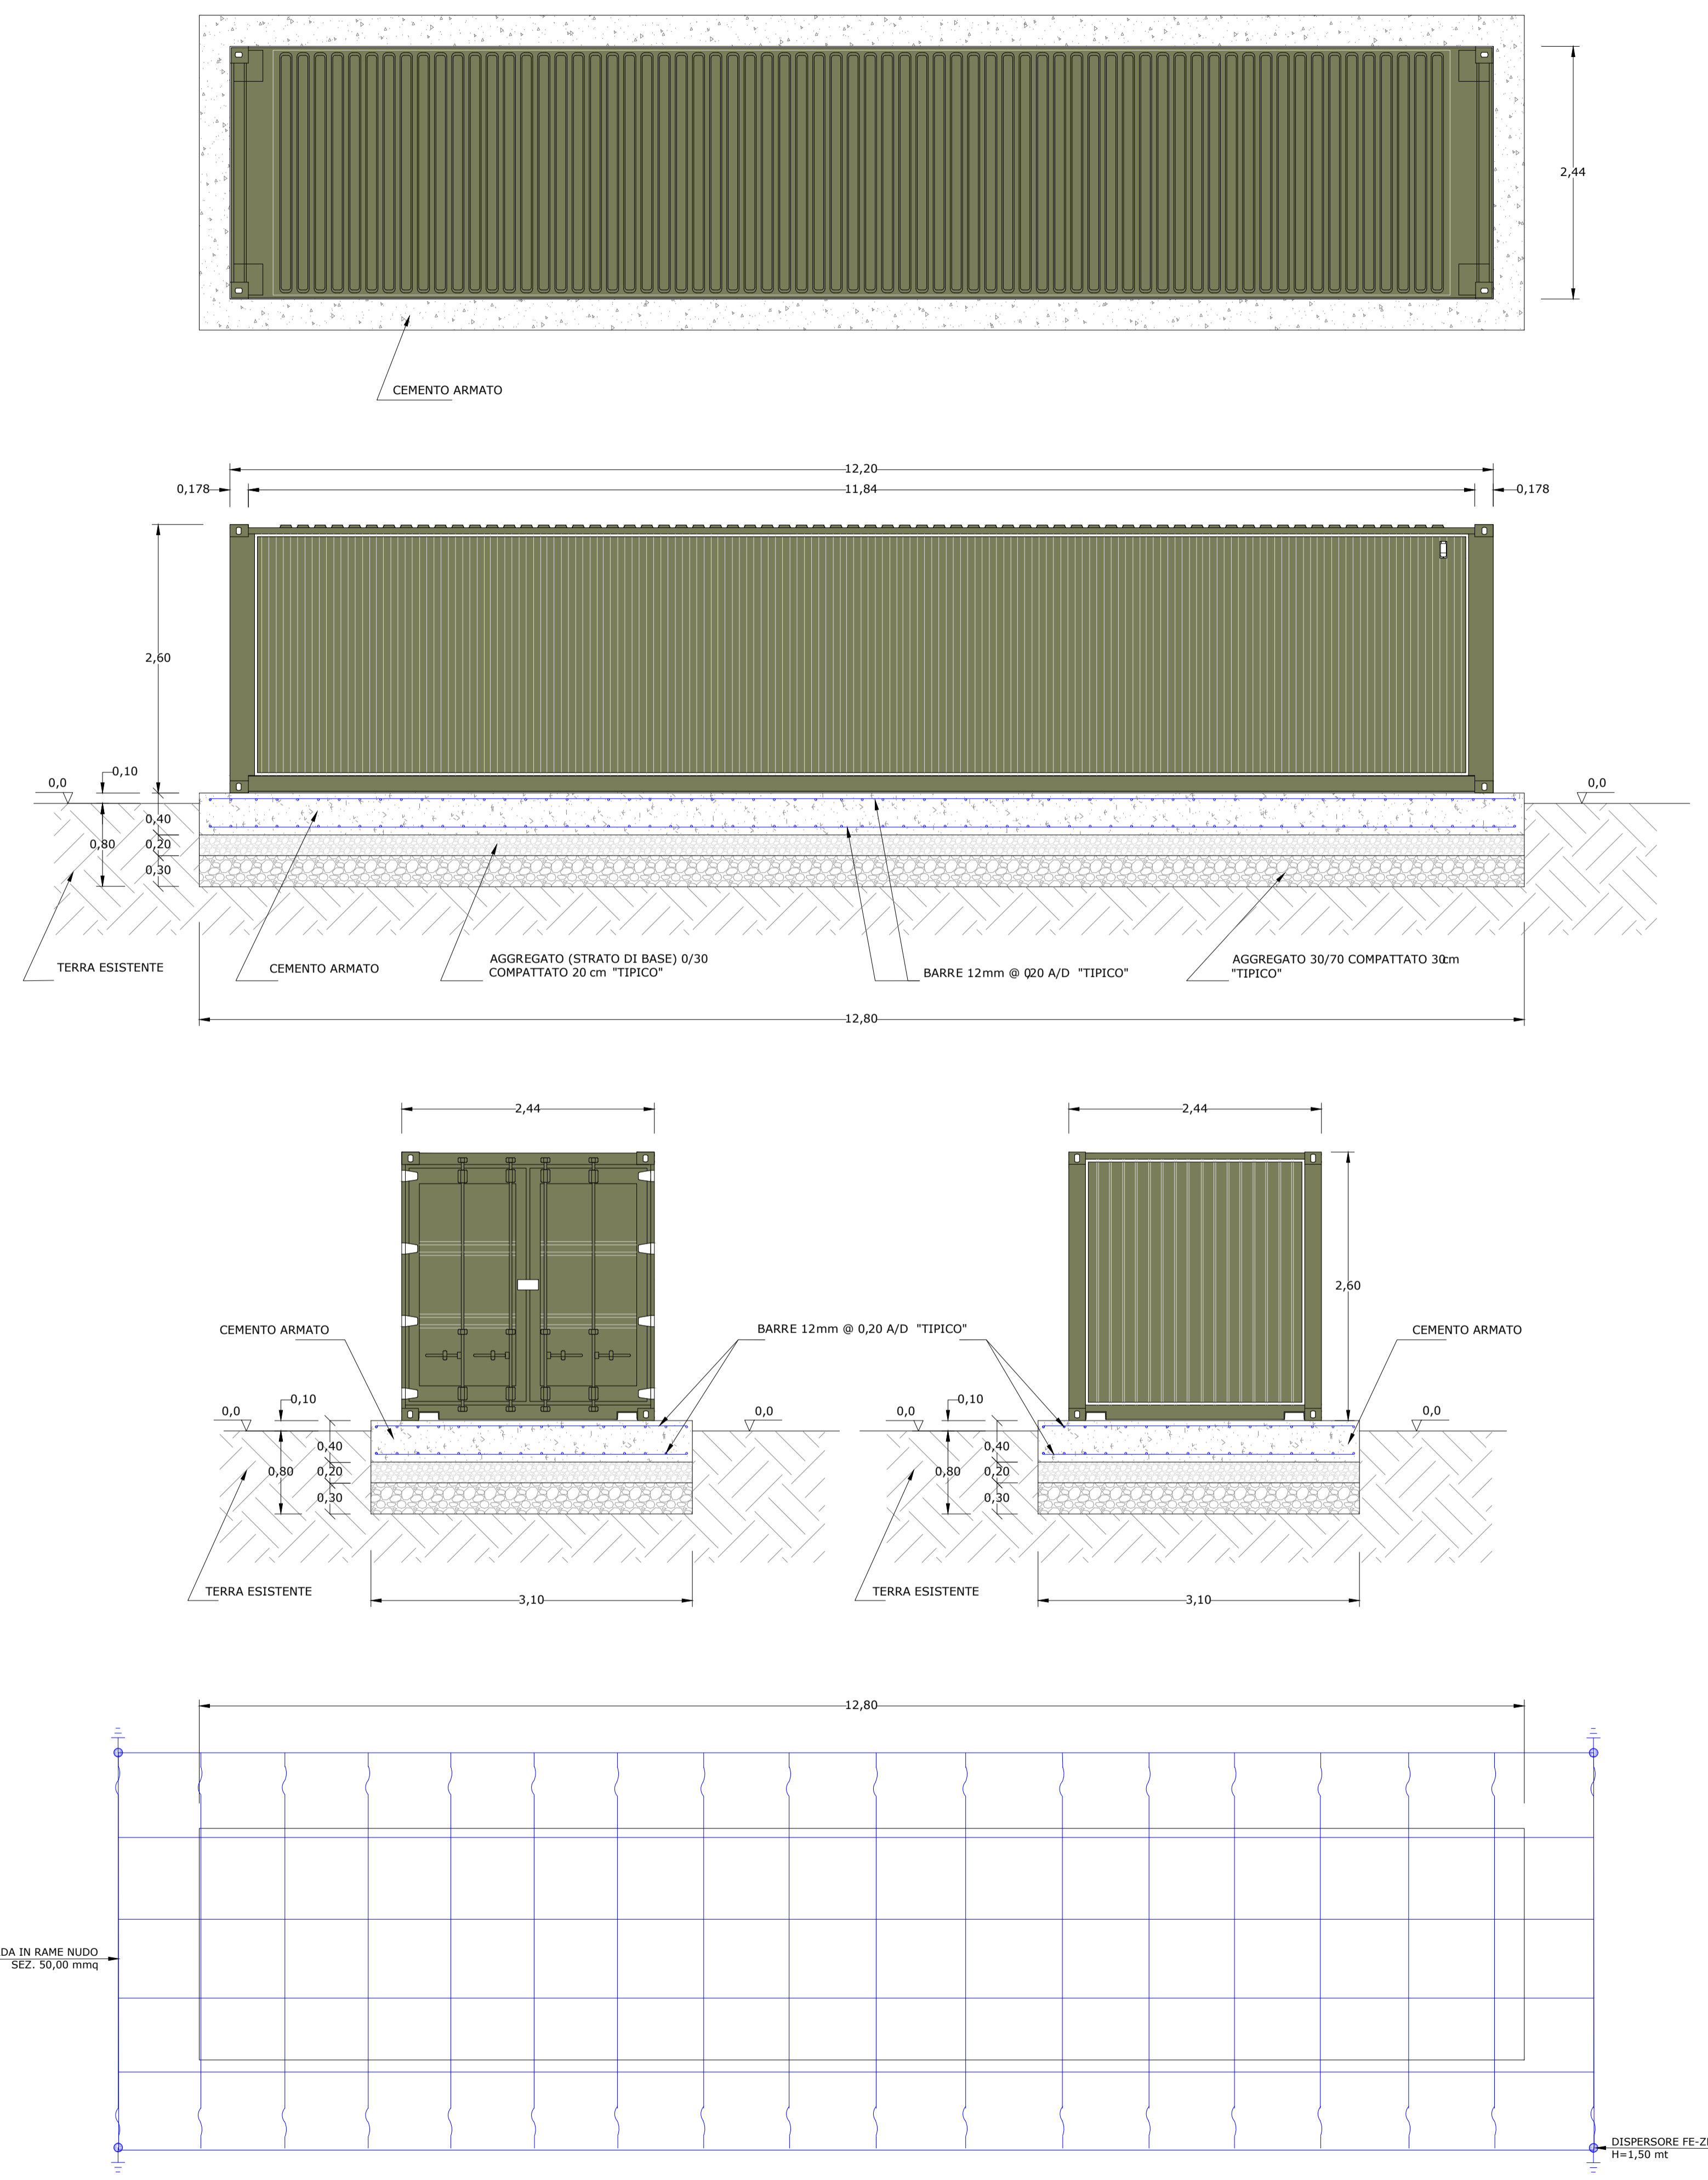 2,44
CEMENTO ARMATO
12,20
0,178
11,84
0,178
2,60
0,10
0,0
0,0
0,40
0,80
0,20
0,30
TERRA ESISTENTE
CEMENTO ARMATO
AGGREGATO (STRATO DI BASE) 0/30
COMPATTATO 20 cm "TIPICO"
BARRE 12mm @ 0,20 A/D "TIPICO"
AGGREGATO 30/70 COMPATTATO 30cm
"TIPICO"
12,80
2,44
2,44
2,60
CEMENTO ARMATO
BARRE 12mm @ 0,20 A/D "TIPICO"
CEMENTO ARMATO
0,10
0,10
0,0
0,0
0,0
0,0
0,40
0,80
0,20
0,30
0,40
0,80
0,20
0,30
TERRA ESISTENTE
TERRA ESISTENTE
3,10
3,10
12,80
DA IN RAME NUDO
SEZ. 50,00 mmq
DISPERSORE FE-Z
H=1,50 mt